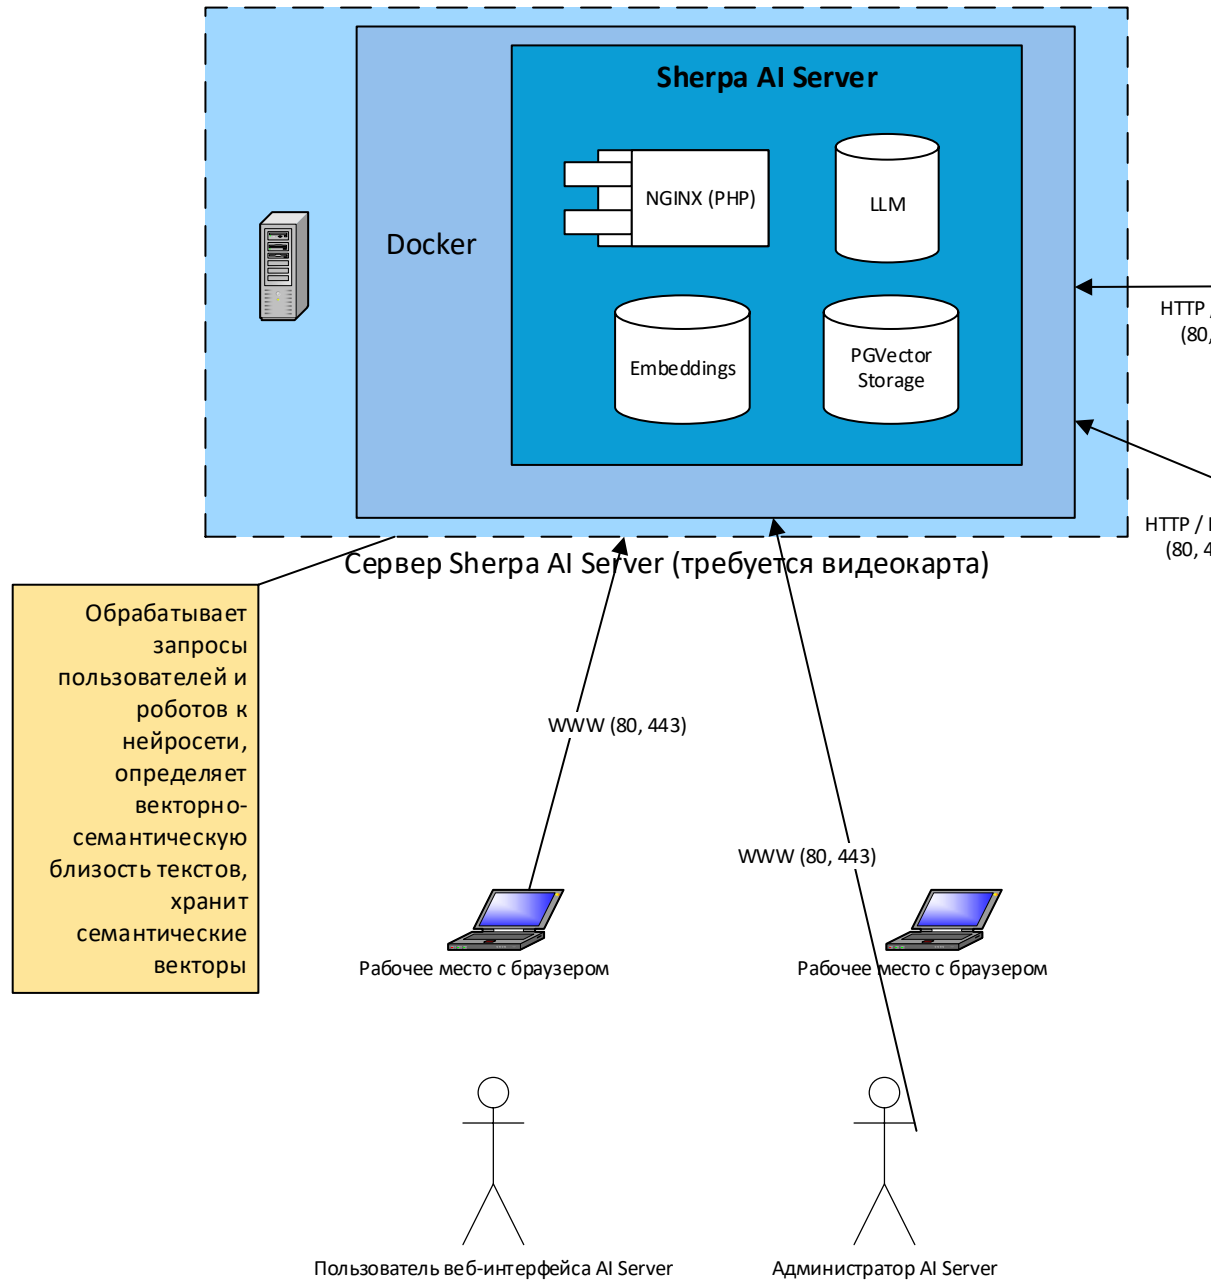 Sherpa AI Server
NGINX (PHP)
LLM
Docker
Embeddings
PGVector
Storage
HTTP /
(80,
HTTP /
(80, 4
Сервер Sherpa AI Server (требуется видеокарта)
Обрабатывает
запросы
пользователей и
роботов к
нейросети,
определяет
векторно-
семантическую
близость текстов,
хранит
семантические
векторы
WWW (80, 443)
WWW (80, 443)
Рабочее место с браузером
Рабочее место с браузером
Пользователь веб-интерфейса AI Server
Администратор AI Server